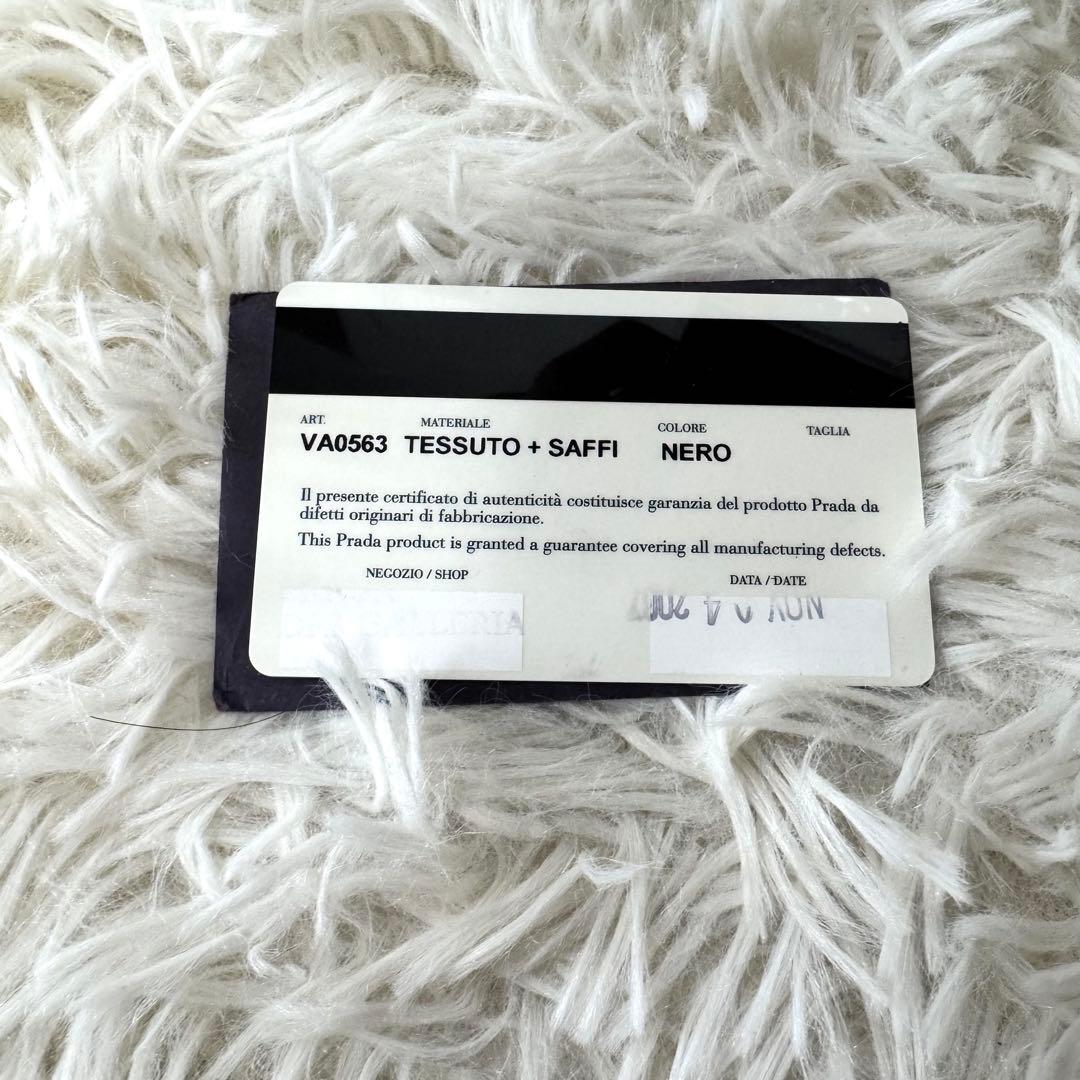 ART. MATERIALE COLORE TAGLIA
VA0563 TESSUTO + SAFFI NERO
Il presente certificato di autenticità costituisce garanzia del prodotto Prada da
difetti originari di fabbricazione.
This Prada product is granted a guarantee covering all manufacturing defects.
NEGOZIO / SHOP DATA / DATE
NOV